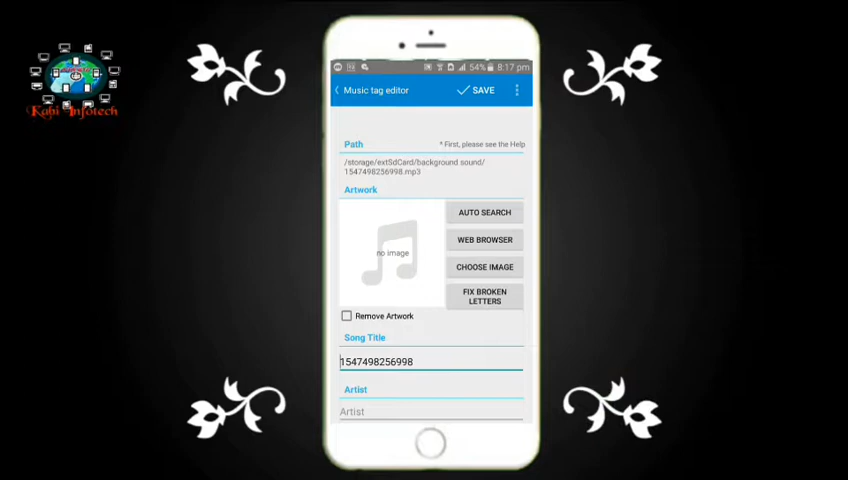 Kabi Infotech
54% 8:17 pm
Music tag editor
SAVE
Path
* First, please see the Help
/storage/extSdCard/background sound/
1547498256998.mp3
Artwork
no image
AUTO SEARCH
WEB BROWSER
CHOOSE IMAGE
FIX BROKEN
LETTERS
Remove Artwork
Song Title
1547498256998
Artist
Artist